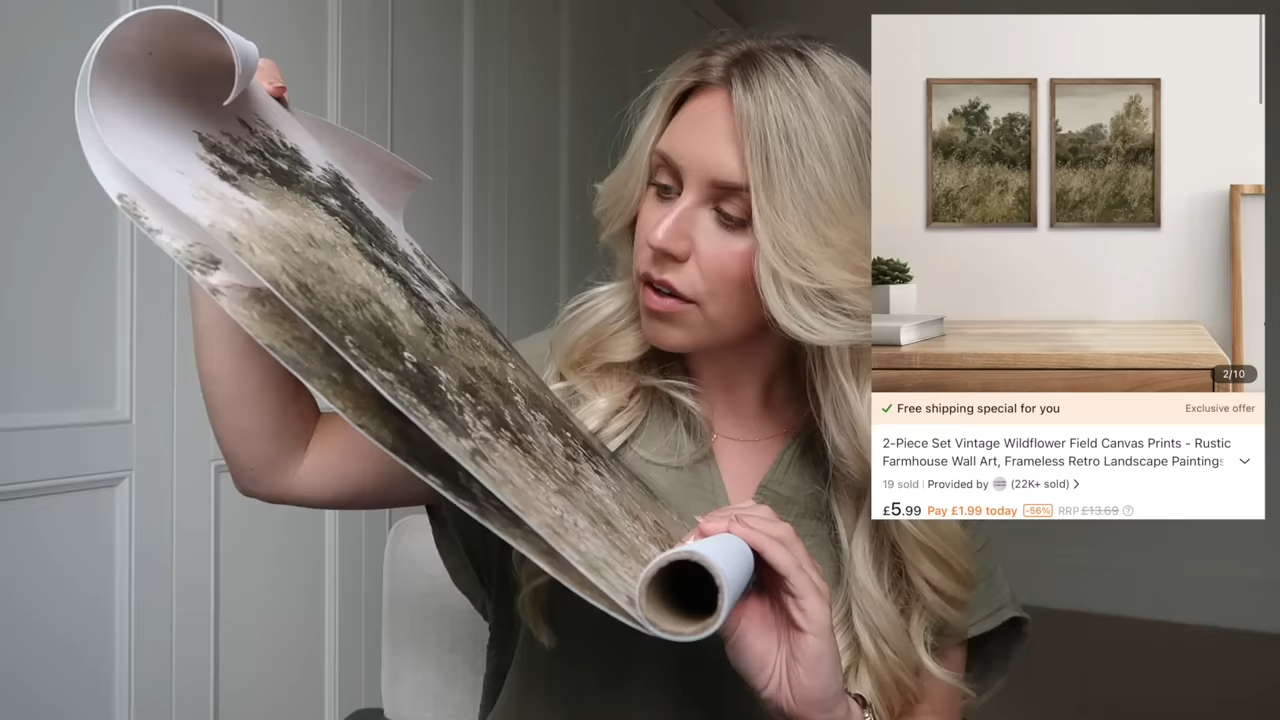 2/10
Free shipping special for you Exclusive offer
2-Piece Set Vintage Wildflower Field Canvas Prints - Rustic
Farmhouse Wall Art, Frameless Retro Landscape Paintings
19 sold | Provided by (22K+ sold) >
£5.99 Pay £1.99 today -56% RRP £13.69 ?